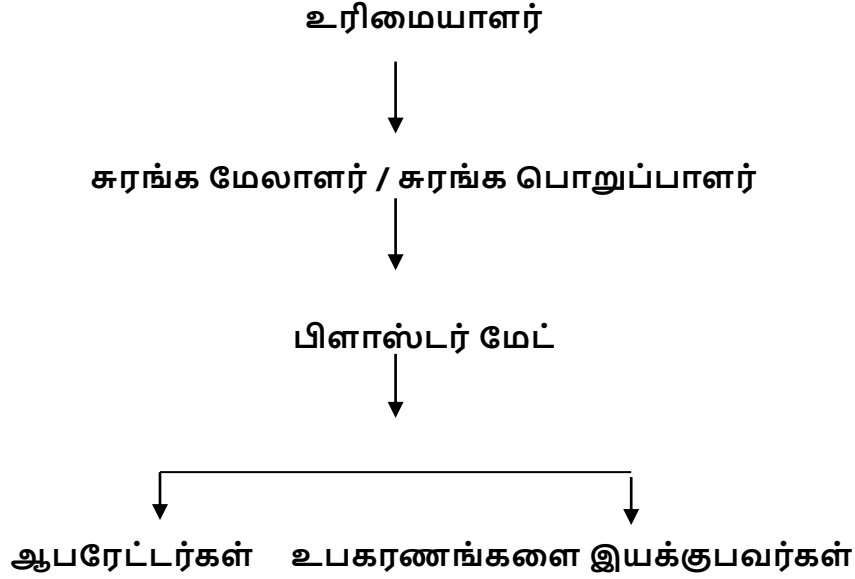 உரிமையாளர்
சுரங்க மேலாளர் / சுரங்க பொறுப்பாளர்
பிளாஸ்டர் மேட்
ஆபரேட்டர்கள் உபகரணங்களை இயக்குபவர்கள்